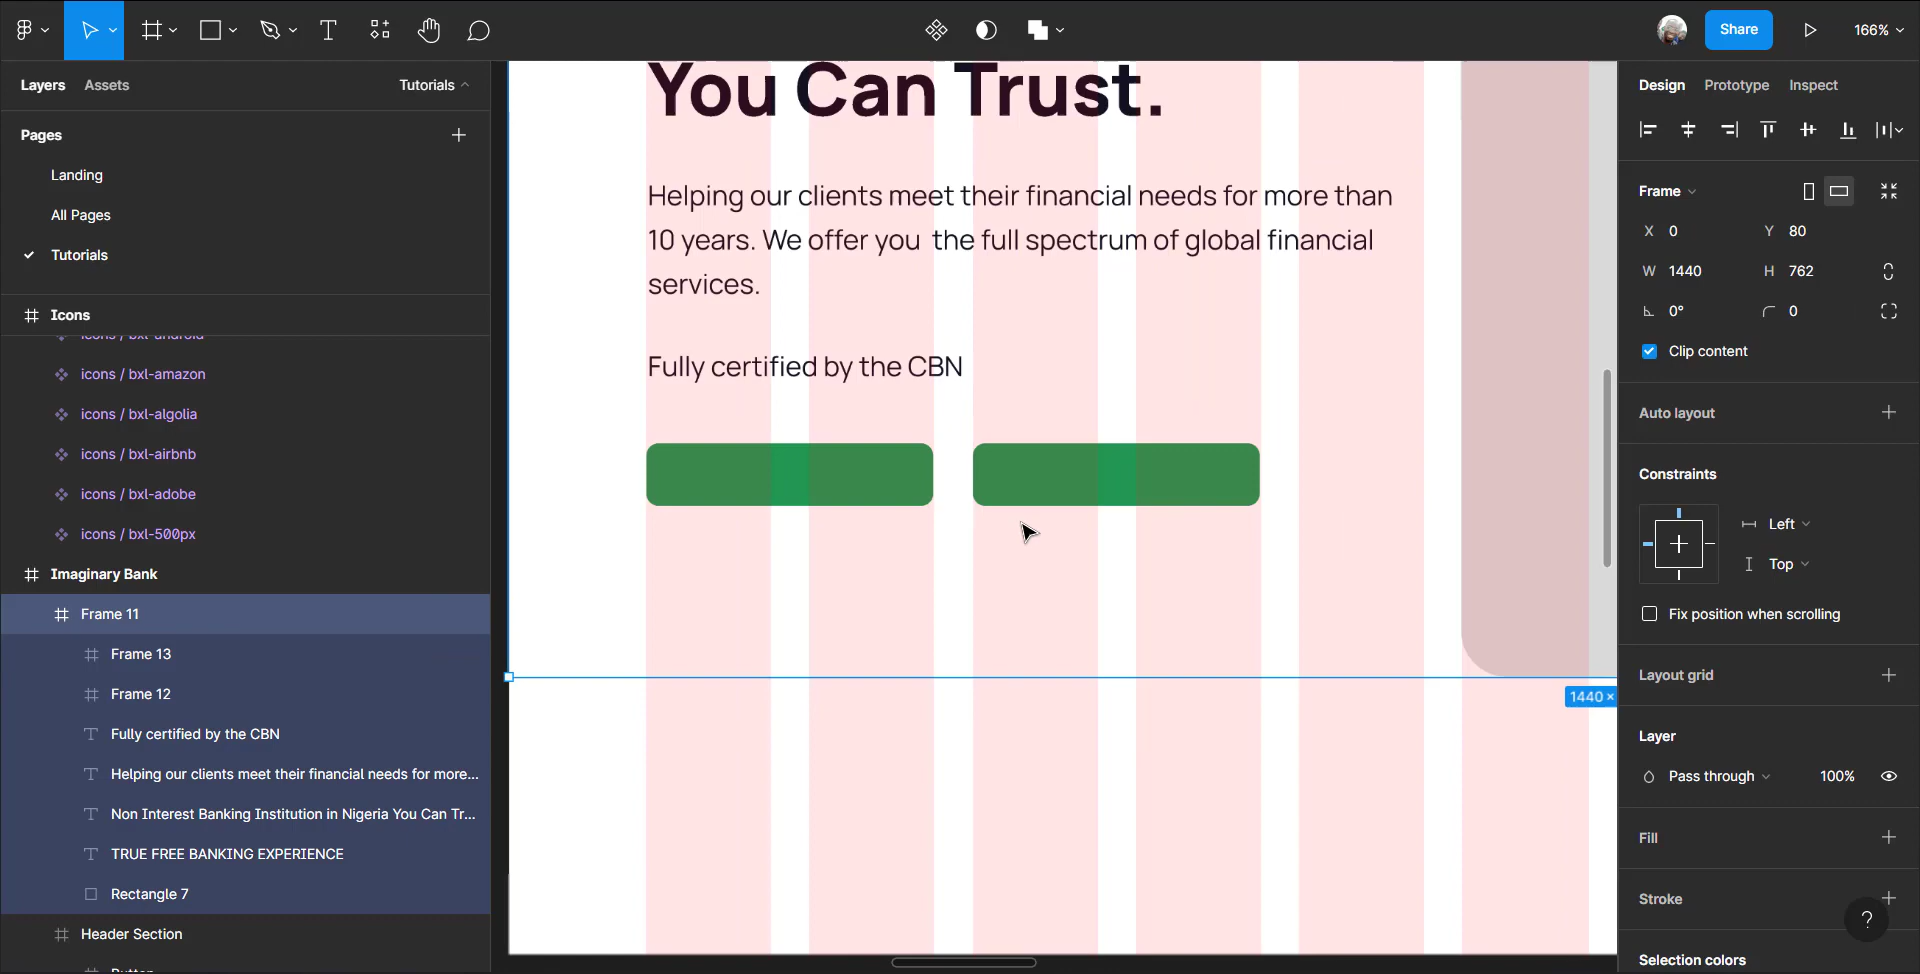 Share
166%
Layers
Assets
Tutorials
Pages
Landing
All Pages
Tutorials
Icons
icons / bxl-android
icons / bxl-amazon
icons / bxl-algolia
icons / bxl-airbnb
icons / bxl-adobe
icons / bxl-500px
Imaginary Bank
Frame 11
Frame 13
Frame 12
Fully certified by the CBN
Helping our clients meet their financial needs for more...
Non Interest Banking Institution in Nigeria You Can Tr...
TRUE FREE BANKING EXPERIENCE
Rectangle 7
Header Section
Button
You Can Trust.
Helping our clients meet their financial needs for more than
10 years. We offer you the full spectrum of global financial
services.
Fully certified by the CBN
1440 ×
Design
Prototype
Inspect
Frame
X 0
Y 80
W 1440
H 762
0°
0
Clip content
Auto layout
Constraints
Left
Top
Fix position when scrolling
Layout grid
Layer
Pass through
100%
Fill
Stroke
?
Selection colors